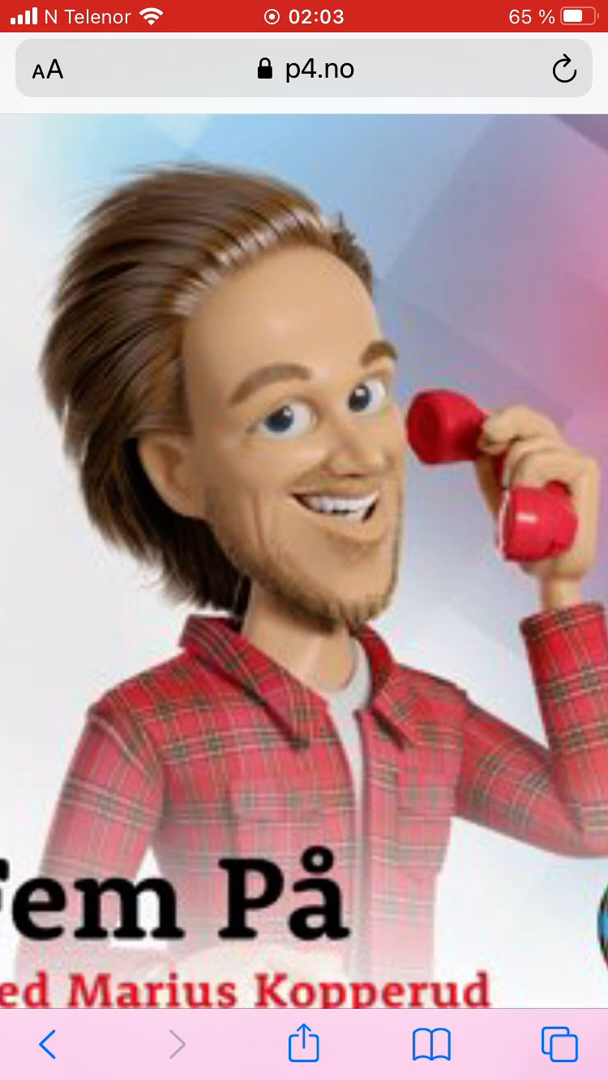 N Telenor 02:03 65 %
AA p4.no
em På
ed Marius Kopperud